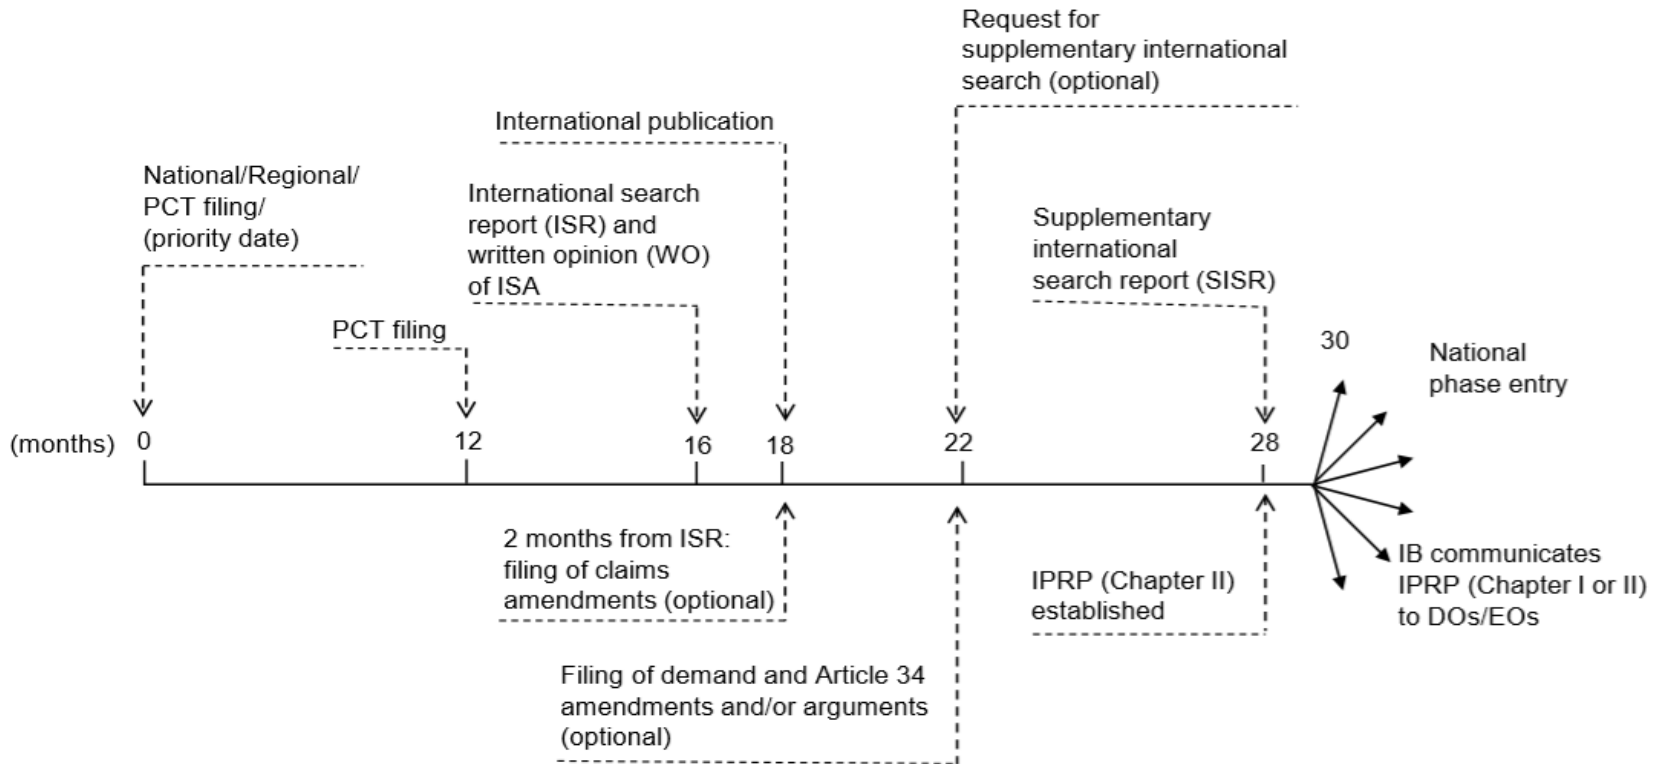 Request for
supplementary international
search (optional)
International publication
National/Regional/
PCT filing/
(priority date)
International search
report (ISR) and
written opinion (WO)
of ISA
Supplementary
international
search report (SISR)
PCT filing
30
National
phase entry
(months) 0 12 16 18 22 28
2 months from ISR:
filing of claims
amendments (optional)
IPRP (Chapter II)
established
IB communicates
IPRP (Chapter I or II)
to DOs/EOs
Filing of demand and Article 34
amendments and/or arguments
(optional)